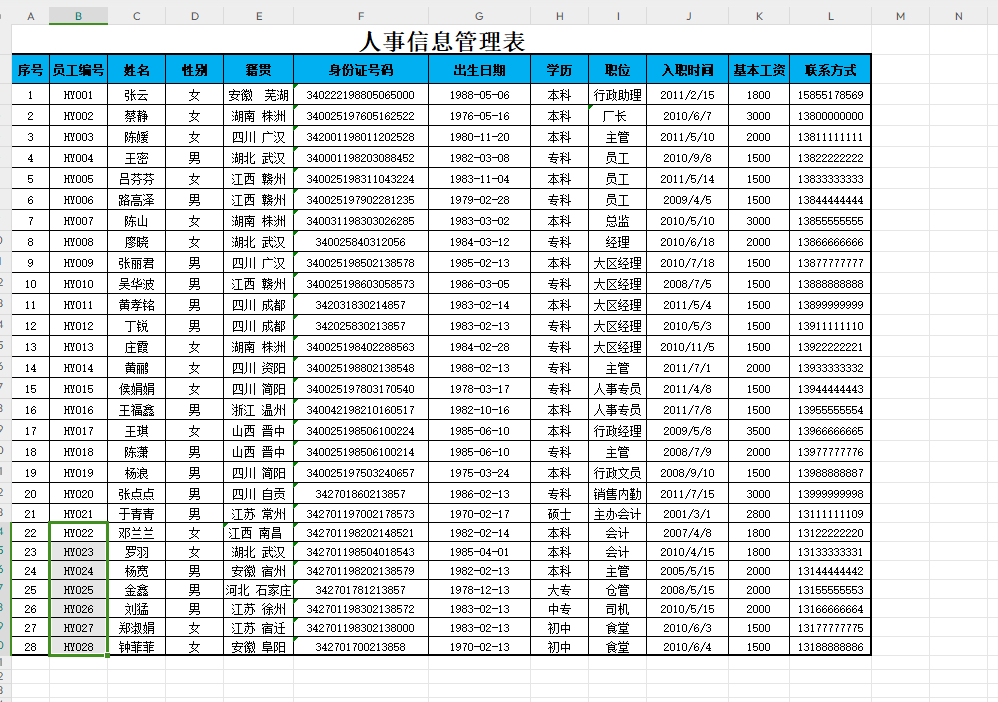 A B C D E F G H I J K L M N
人事信息管理表
序号 员工编号 姓名 性别 籍贯 身份证号码 出生日期 学历 职位 入职时间 基本工资 联系方式
1 HY001 张云 女 安徽 芜湖 340222198805065000 1988-05-06 本科 行政助理 2011/2/15 1800 15855178569
2 HY002 蔡静 女 湖南 株洲 340025197605162522 1976-05-16 本科 厂长 2010/6/7 3000 13800000000
3 HY003 陈媛 女 四川 广汉 342001198011202528 1980-11-20 本科 主管 2011/5/10 2000 13811111111
4 HY004 王密 男 湖北 武汉 340001198203088452 1982-03-08 专科 员工 2010/9/8 1500 13822222222
5 HY005 吕芬芬 女 江西 赣州 340025198311043224 1983-11-04 本科 员工 2011/5/14 1500 13833333333
6 HY006 路高泽 男 江西 赣州 340025197902281235 1979-02-28 专科 员工 2009/4/5 1500 13844444444
7 HY007 陈山 女 湖南 株洲 340031198303026285 1983-03-02 本科 总监 2010/5/10 3000 13855555555
8 HY008 廖晓 女 湖北 武汉 340025840312056 1984-03-12 专科 经理 2010/6/18 2000 13866666666
9 HY009 张丽君 男 四川 广汉 340025198502138578 1985-02-13 本科 大区经理 2010/7/18 1500 13877777777
10 HY010 吴华波 男 江西 赣州 340025198603058573 1986-03-05 专科 大区经理 2008/7/5 1500 13888888888
11 HY011 黄孝铭 男 四川 成都 342031830214857 1983-02-14 本科 大区经理 2011/5/4 1500 13899999999
12 HY012 丁锐 男 四川 成都 342025830213857 1983-02-13 专科 大区经理 2010/5/3 1500 13911111110
13 HY013 庄霞 男 湖南 株洲 340025198402288563 1984-02-28 专科 大区经理 2010/11/5 1500 13922222221
14 HY014 黄鹂 男 四川 资阳 340025198802138548 1988-02-13 专科 主管 2011/7/1 2000 13933333332
15 HY015 侯娟娟 女 四川 简阳 340025197803170540 1978-03-17 专科 人事专员 2011/4/8 1500 13944444443
16 HY016 王福鑫 男 浙江 温州 340042198210160517 1982-10-16 本科 人事专员 2011/7/8 1500 13955555554
17 HY017 王琪 女 山西 晋中 340025198506100224 1985-06-10 本科 行政经理 2009/5/8 3500 13966666665
18 HY018 陈潇 男 山西 晋中 340025198506100214 1985-06-10 专科 主管 2008/7/9 2000 13977777776
19 HY019 杨浪 男 四川 简阳 340025197503240657 1975-03-24 本科 行政文员 2008/9/10 1500 13988888887
20 HY020 张点点 男 四川 自贡 342701860213857 1986-02-13 专科 销售内勤 2011/7/15 3000 13999999998
21 HY021 于青青 男 江苏 常州 342701197002178573 1970-02-17 硕士 主办会计 2001/3/1 2800 13111111109
22 HY022 邓兰兰 女 江西 南昌 342701198202148521 1982-02-14 本科 会计 2007/4/8 1800 13122222220
23 HY023 罗羽 女 湖北 武汉 342701198504018543 1985-04-01 本科 会计 2010/4/15 1800 13133333331
24 HY024 杨宽 男 安徽 宿州 342701198202138579 1982-02-13 本科 主管 2005/5/15 2000 13144444442
25 HY025 金鑫 男 河北 石家庄 342701781213857 1978-12-13 大专 仓管 2008/5/15 2000 13155555553
26 HY026 刘猛 男 江苏 徐州 342701198302138572 1983-02-13 中专 司机 2010/5/15 2000 13166666664
27 HY027 郑淑娟 女 江苏 宿迁 342701198302138000 1983-02-13 初中 食堂 2010/6/3 1500 13177777775
28 HY028 钟菲菲 女 安徽 阜阳 342701700213858 1970-02-13 初中 食堂 2010/6/4 1500 13188888886